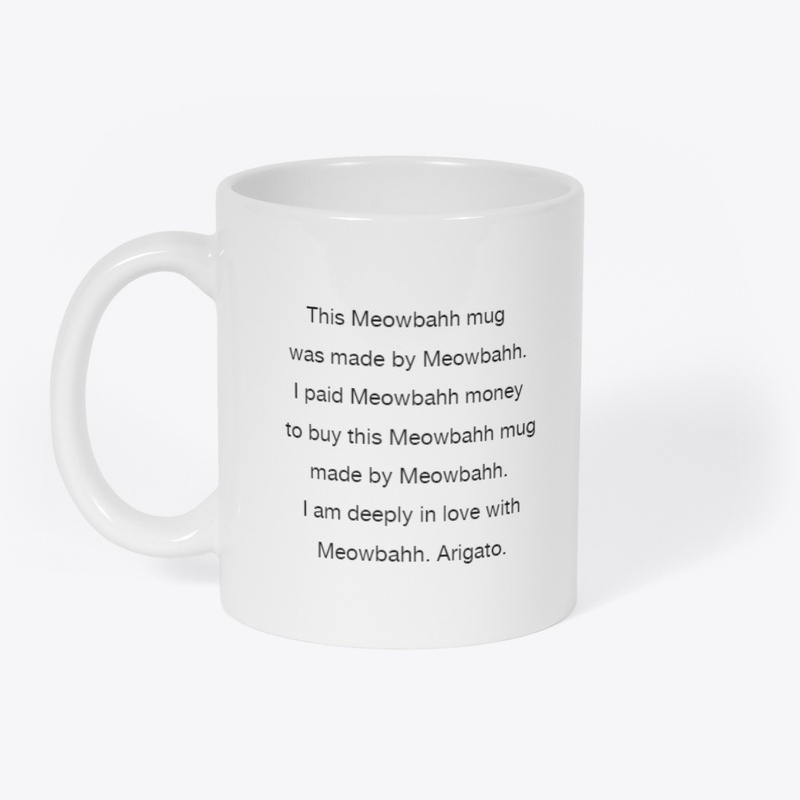 This Meowbahh mug
was made by Meowbahh.
I paid Meowbahh money
to buy this Meowbahh mug
made by Meowbahh.
I am deeply in love with
Meowbahh. Arigato.